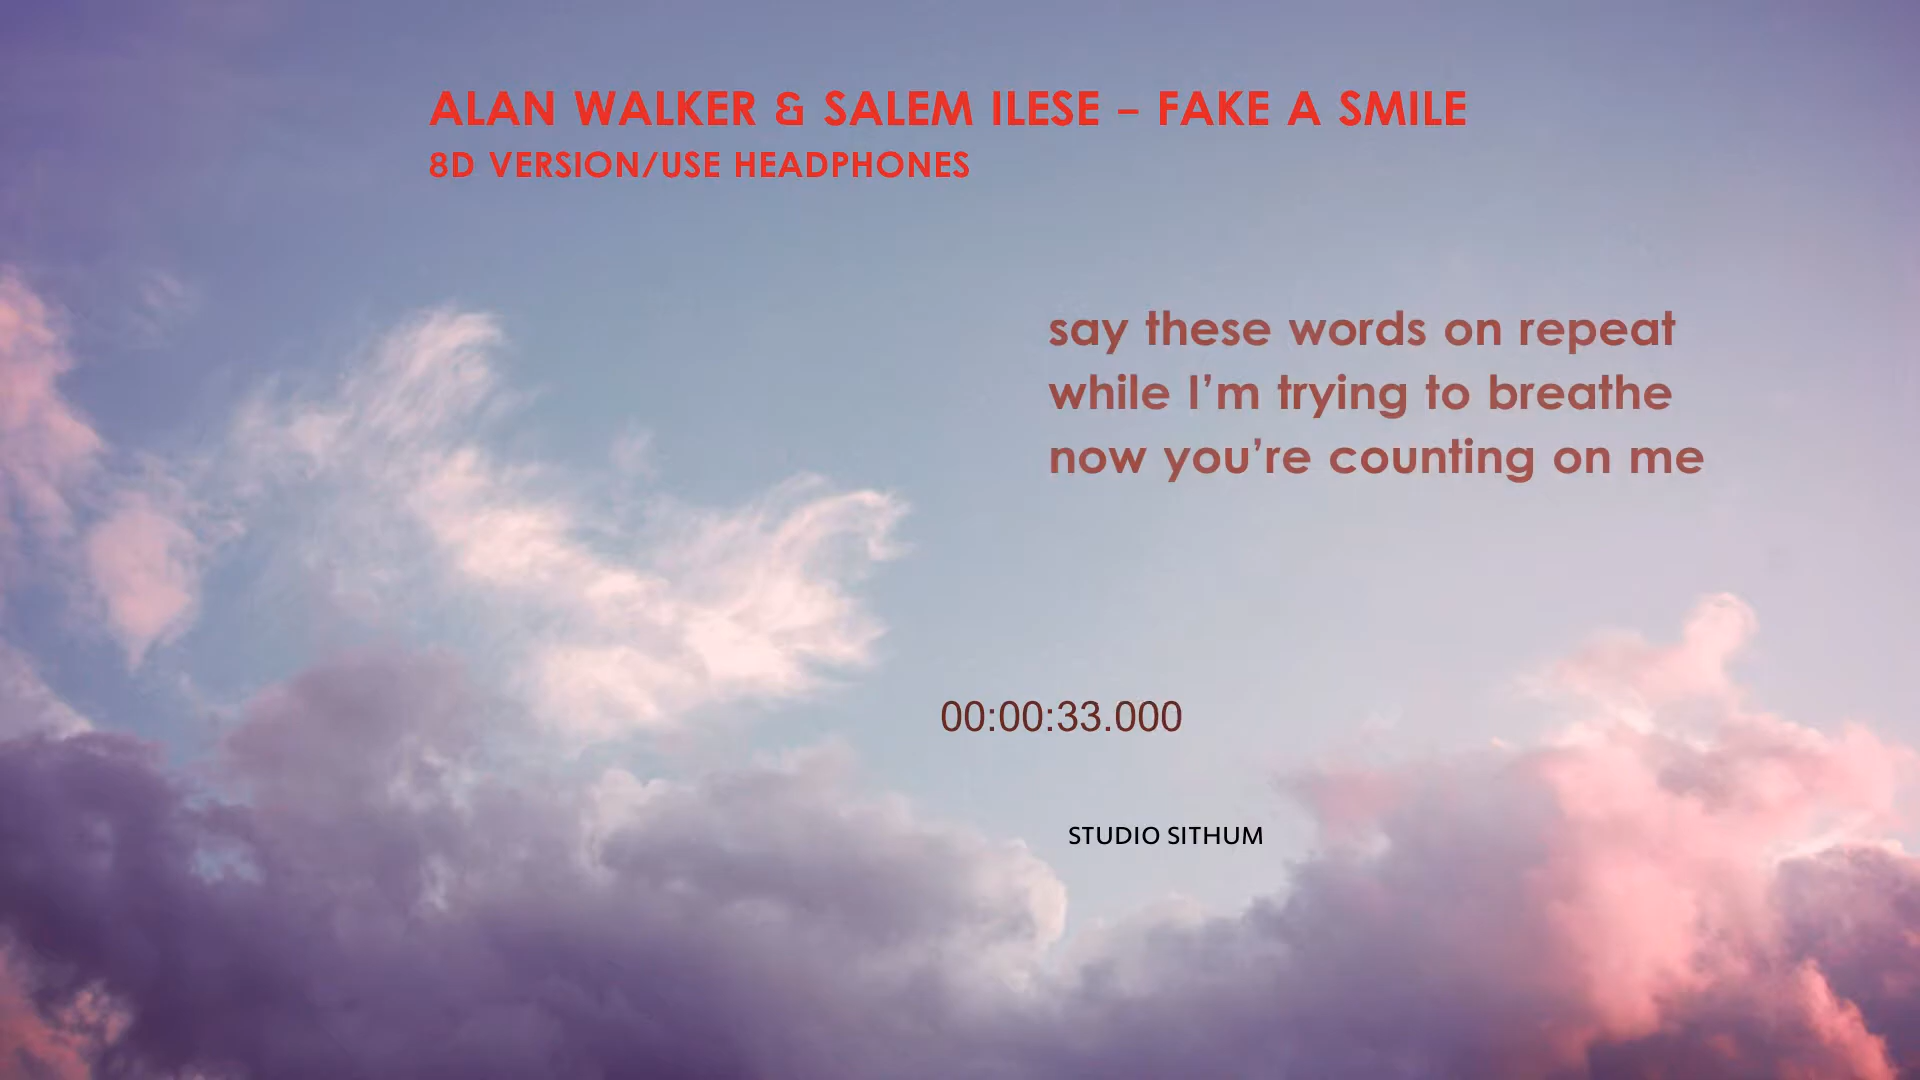 ALAN WALKER & SALEM ILESE – FAKE A SMILE
8D VERSION/USE HEADPHONES
say these words on repeat
while I’m trying to breathe
now you’re counting on me
00:00:33.000
STUDIO SITHUM